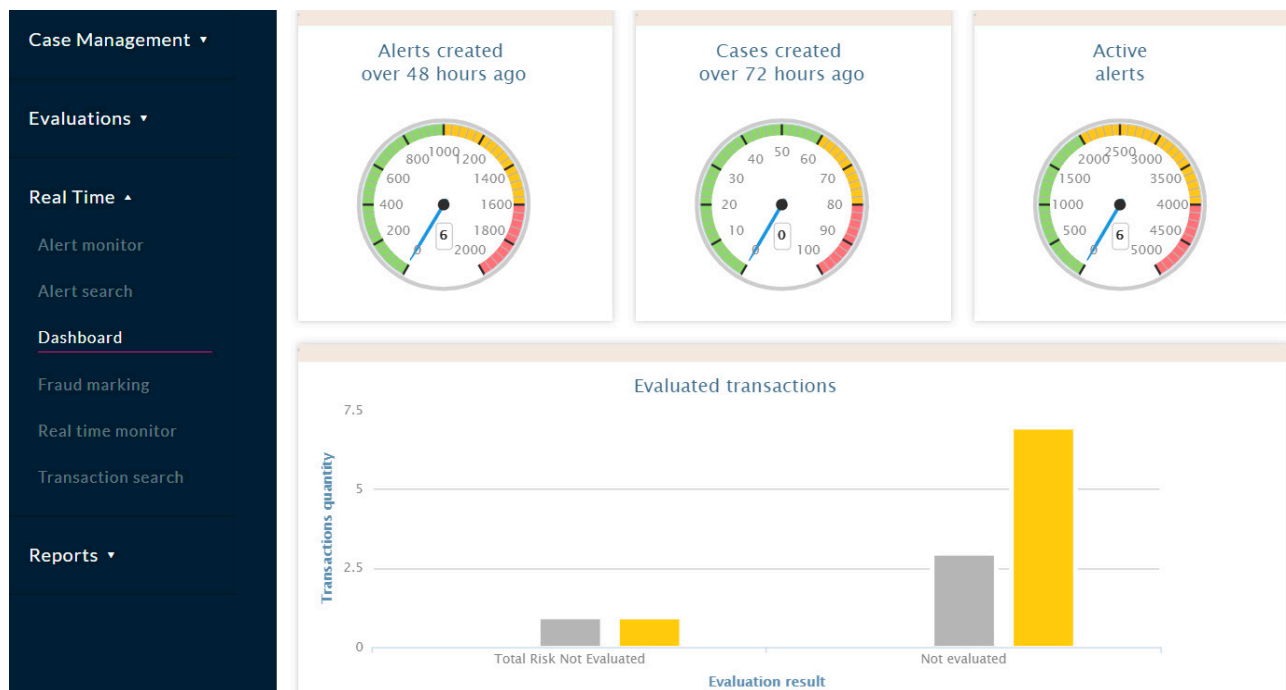 Case Management ▾
Evaluations ▾
Real Time ▴
Alert monitor
Alert search
Dashboard
Fraud marking
Real time monitor
Transaction search
Reports ▾
Alerts created
over 48 hours ago
0
200
400
600
800
1000
1200
1400
1600
1800
2000
6
Cases created
over 72 hours ago
0
10
20
30
40
50
60
70
80
90
100
0
Active
alerts
0
500
1000
1500
2000
2500
3000
3500
4000
4500
5000
6
Evaluated transactions
Transactions quantity
7.5
5
2.5
0
Total Risk Not Evaluated
Not evaluated
Evaluation result